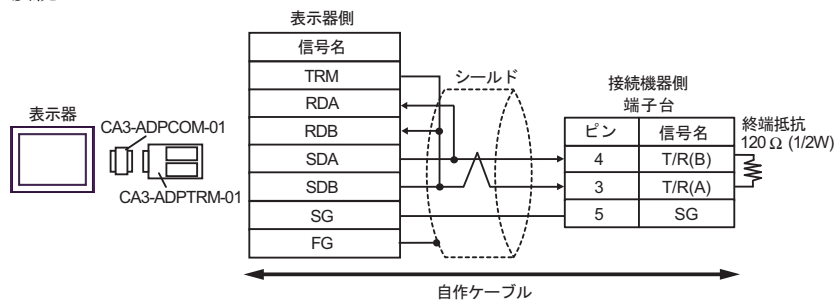 表示器側
信号名
TRM
RDA
RDB
SDA
SDB
SG
FG
シールド
表示器
CA3-ADPCOM-01
CA3-ADPTRM-01
接続機器側
端子台
ピン 信号名
4 T/R(B)
3 T/R(A)
5 SG
終端抵抗
120 Ω (1/2W)
自作ケーブル